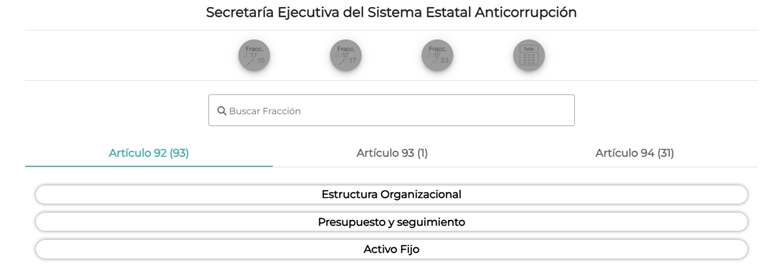 Secretaría Ejecutiva del Sistema Estatal Anticorrupción
Fracc. 15
Fracc. 17
Fracc. 23
Buscar Fracción
Artículo 92 (93) Artículo 93 (1) Artículo 94 (31)
Estructura Organizacional
Presupuesto y seguimiento
Activo Fijo